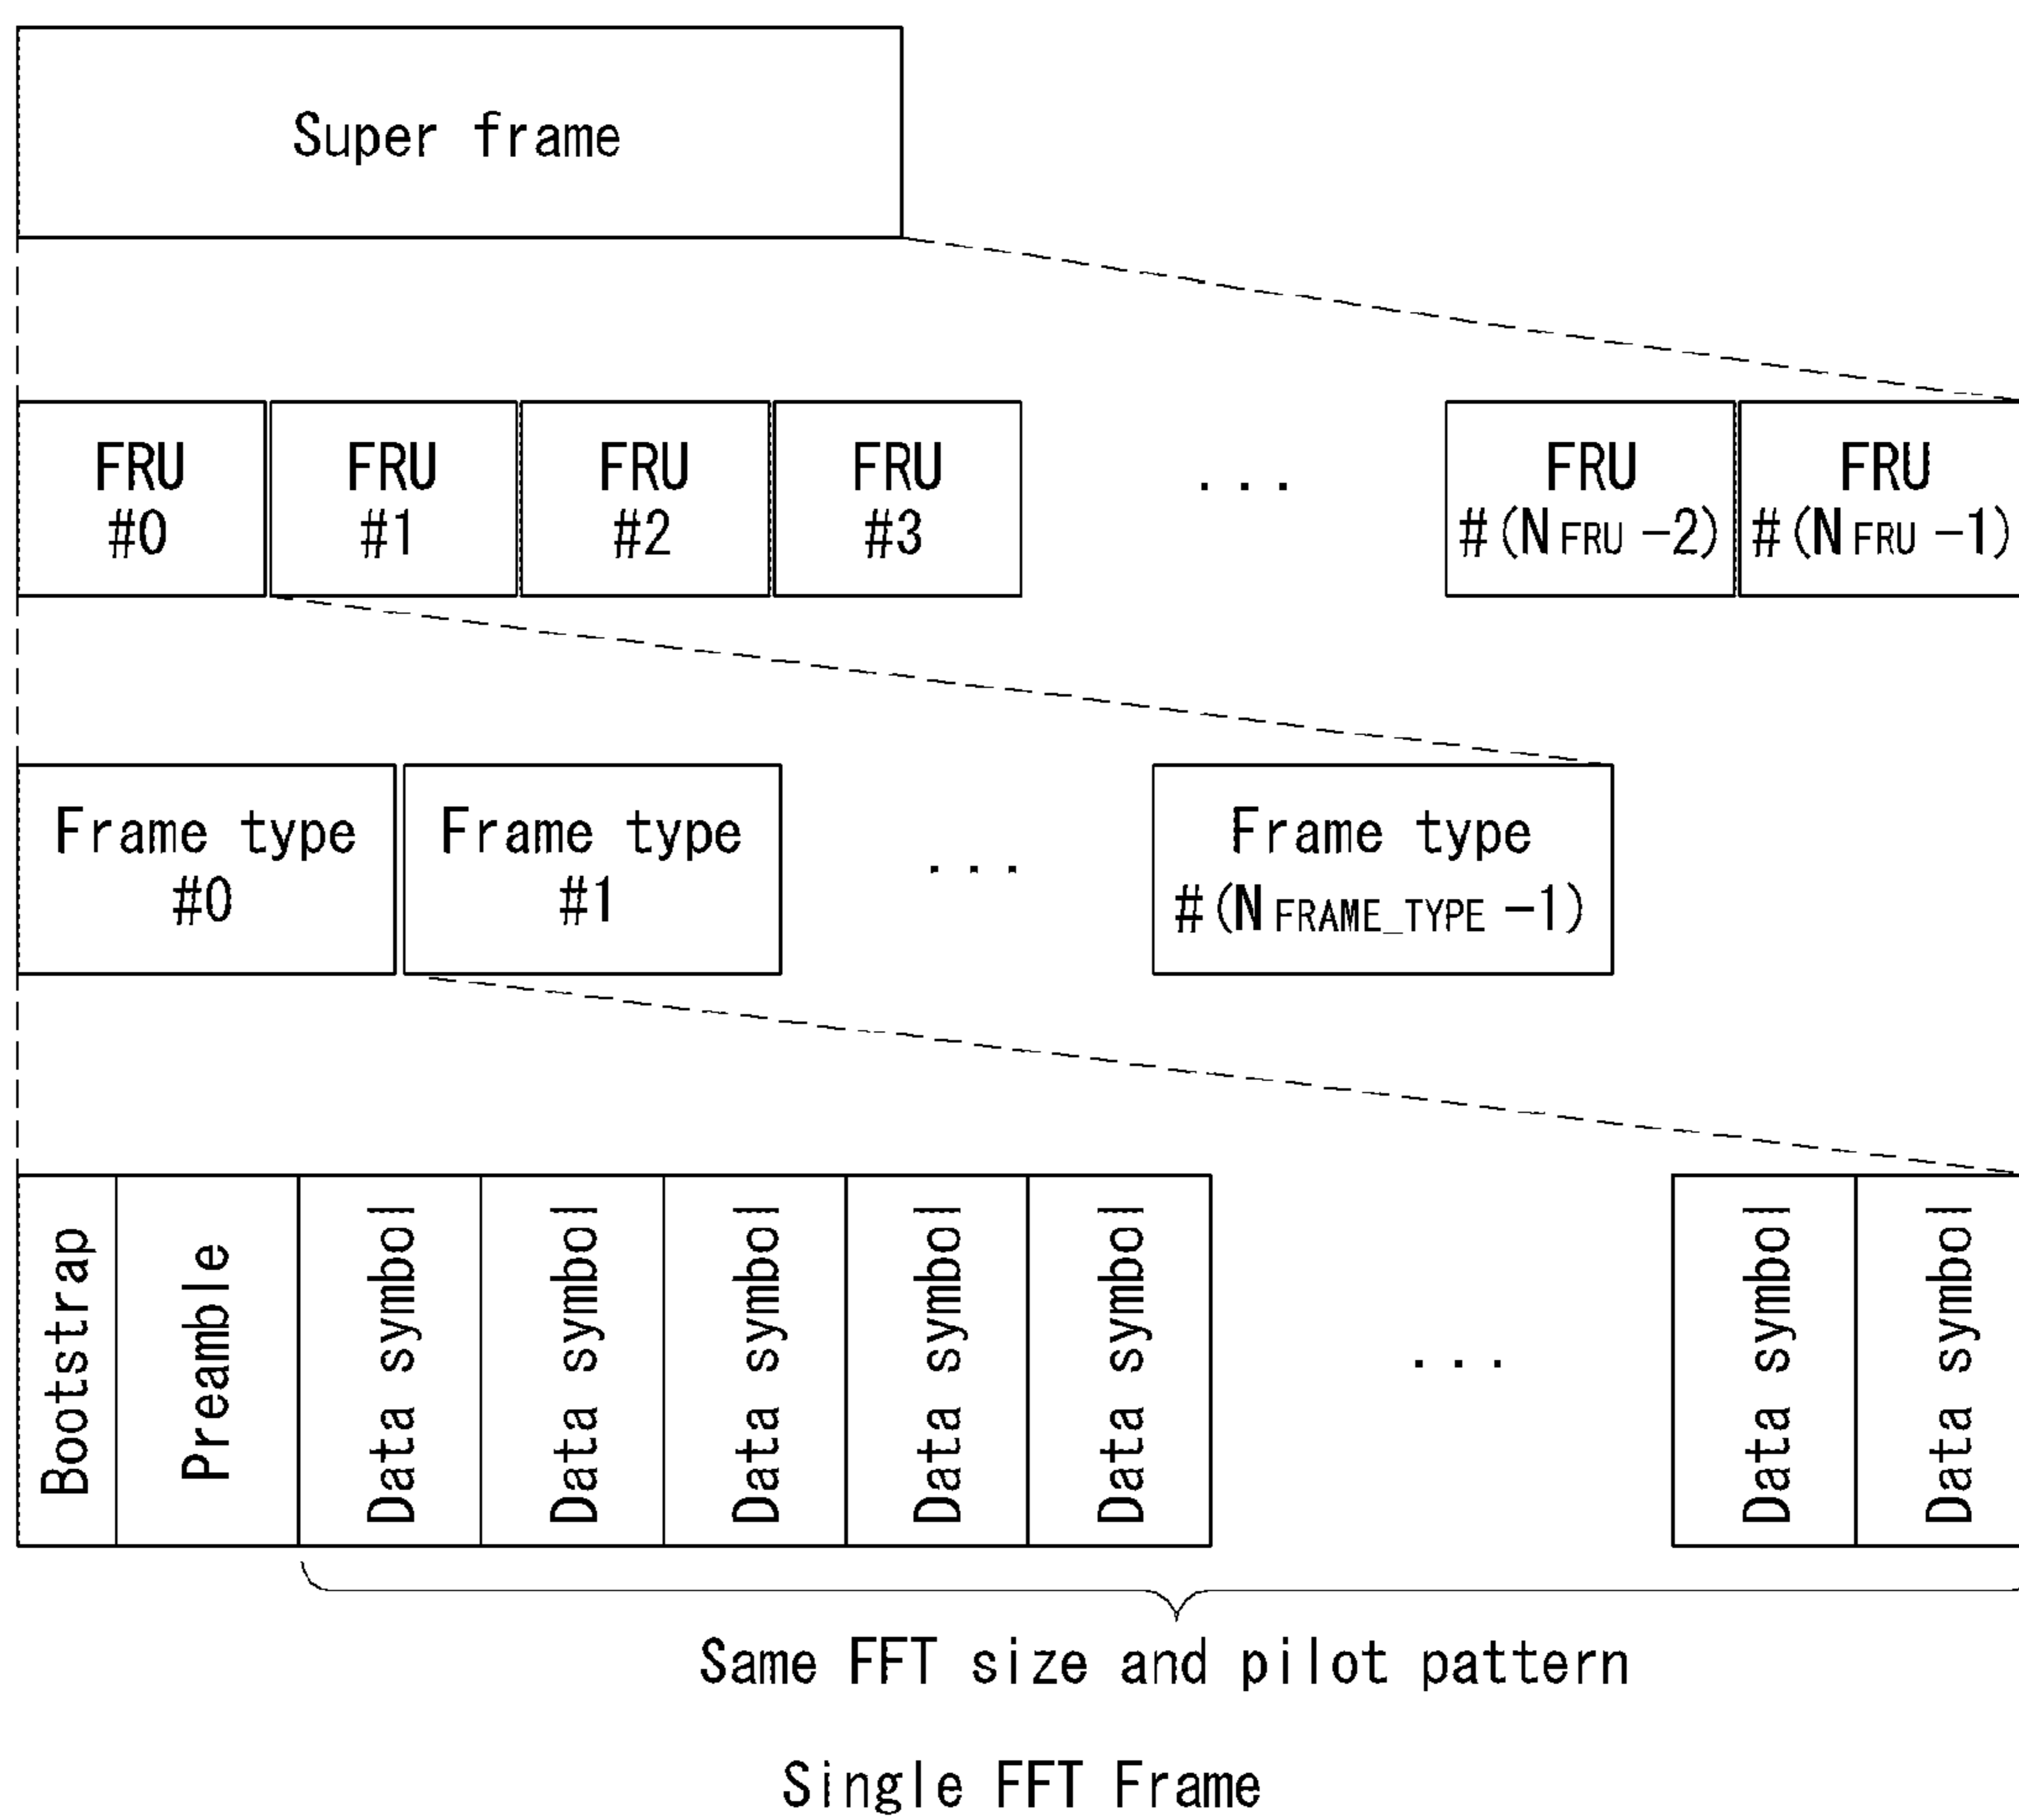 Super frame
FRU
#0
FRU
#1
FRU
#2
FRU
#3
...
FRU
#(NFRU -2)
FRU
#(NFRU -1)
Frame type
#0
Frame type
#1
...
Frame type
#(NFRAME_TYPE -1)
Bootstrap
Preamble
Data symbol
Data symbol
Data symbol
Data symbol
Data symbol
...
Data symbol
Data symbol
Same FFT size and pilot pattern
Single FFT Frame